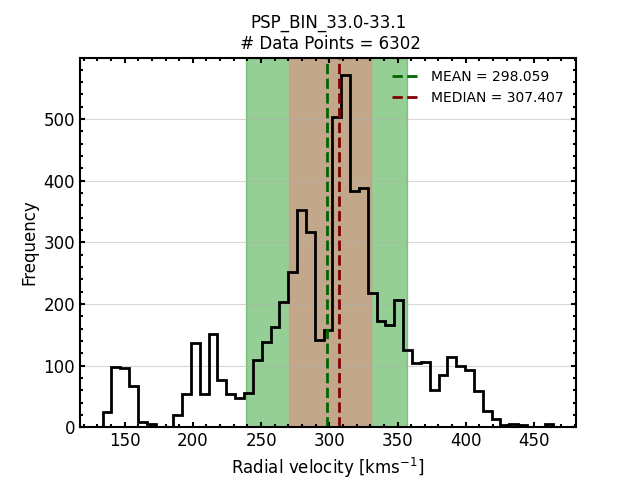 PSP_BIN_33.0-33.1
# Data Points = 6302
MEAN = 298.059
MEDIAN = 307.407
Frequency
500
400
300
200
100
0
150 200 250 300 350 400 450
Radial velocity [kms⁻¹]